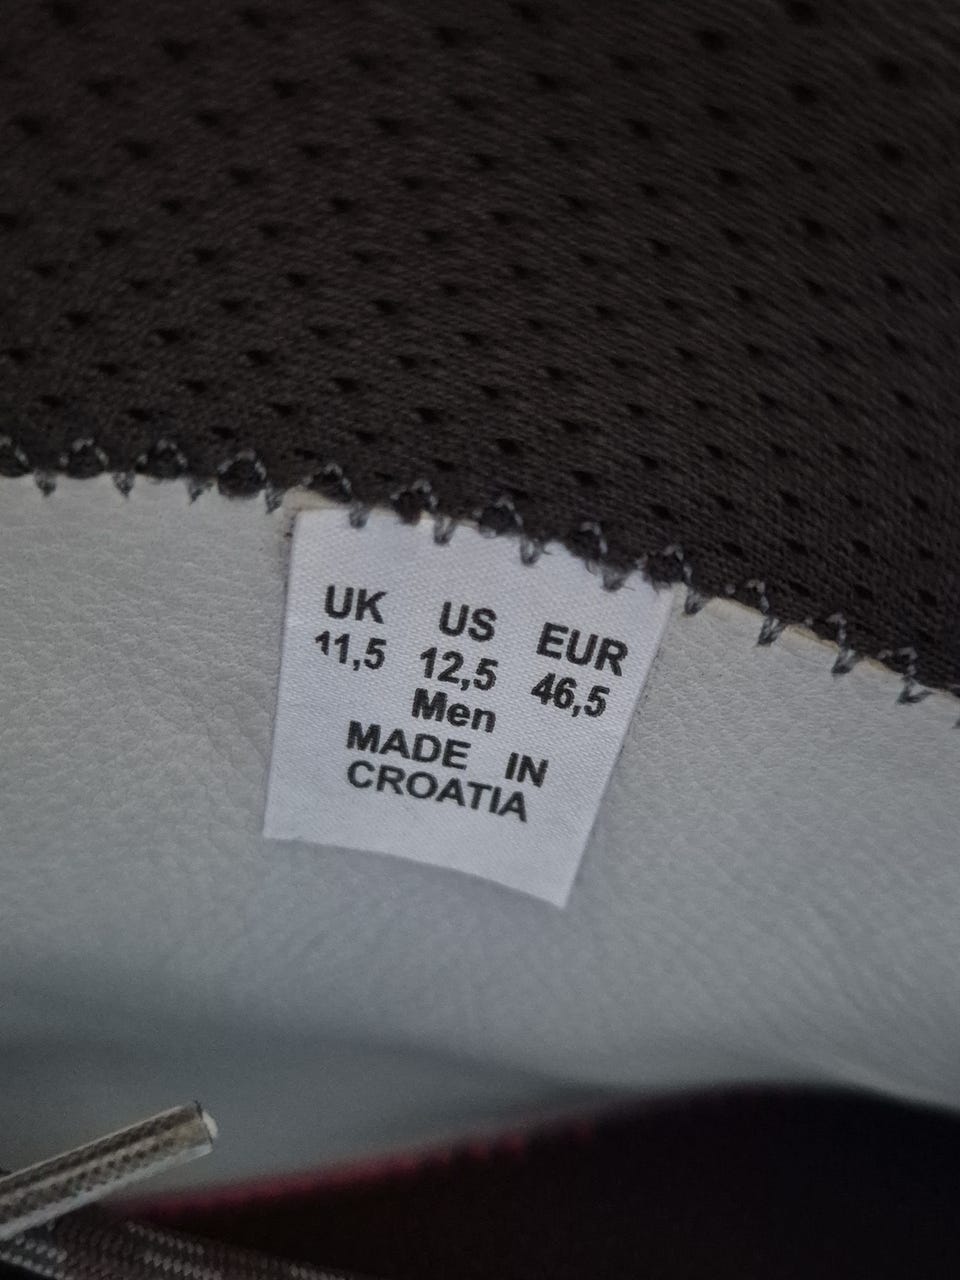 UK US EUR
11,5 12,5 46,5
Men
MADE IN
CROATIA